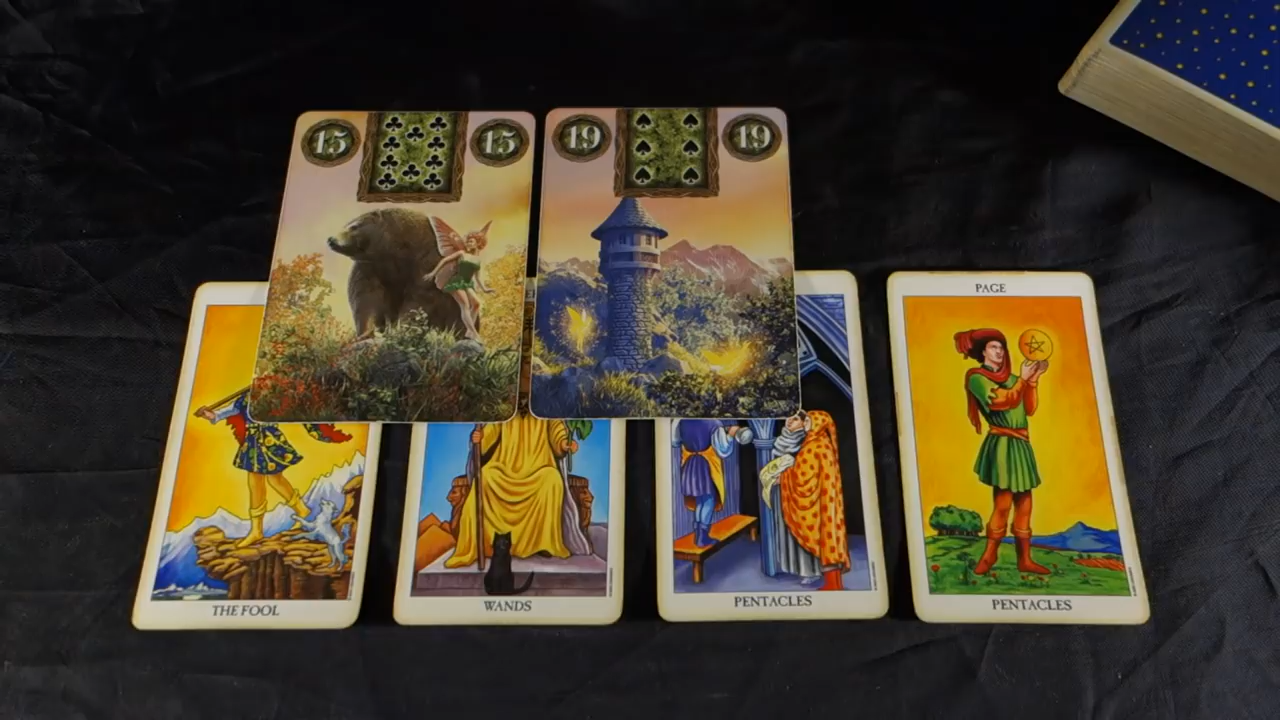 15 15
19 19
PAGE
THE FOOL
WANDS
PENTACLES
PENTACLES